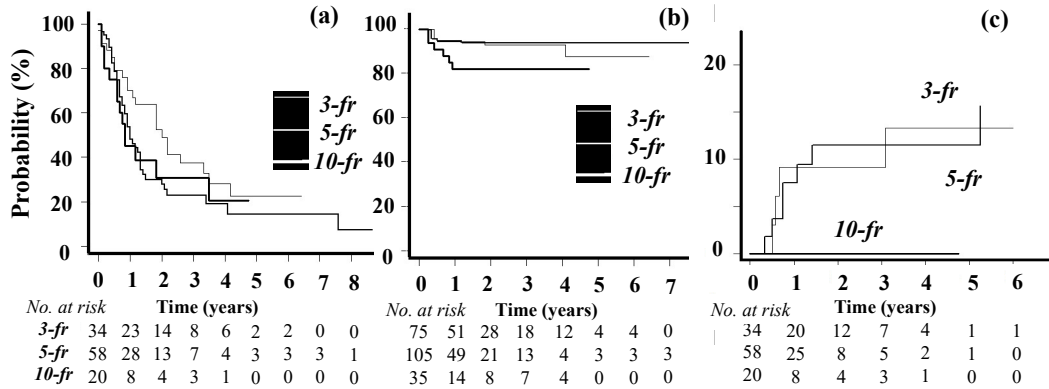 (a)
(b)
(c)
Probability (%)
100
80
60
40
20
0
100
80
60
40
20
0
20
10
0
3-fr
5-fr
10-fr
3-fr
5-fr
10-fr
3-fr
5-fr
10-fr
0 1 2 3 4 5 6 7 8
0 1 2 3 4 5 6 7
0 1 2 3 4 5 6
No. at risk Time (years)
No. at risk Time (years)
Time (years)
3-fr 34 23 14 8 6 2 2 0 0
5-fr 58 28 13 7 4 3 3 3 1
10-fr 20 8 4 3 1 0 0 0 0
75 51 28 18 12 4 4 0
105 49 21 13 4 3 3 3
35 14 8 7 4 0 0 0
34 20 12 7 4 1 1
58 25 8 5 2 1 0
20 8 4 3 1 0 0